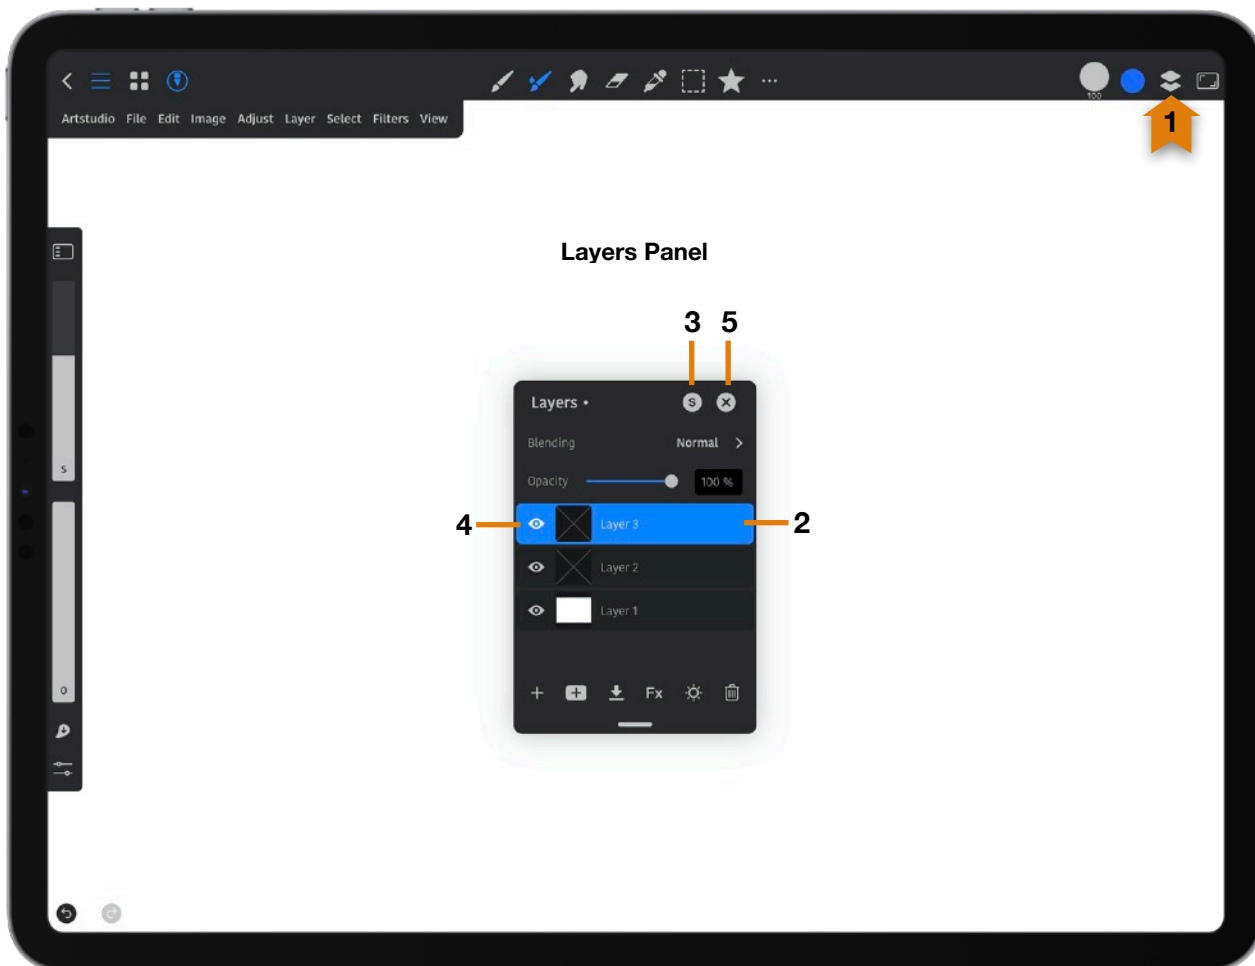 100
Artstudio File Edit Image Adjust Layer Select Filters View
1
Layers Panel
3 5
Layers •
S
Blending Normal >
Opacity 100 %
4 Layer 3 2
Layer 2
Layer 1
Fx
S
O